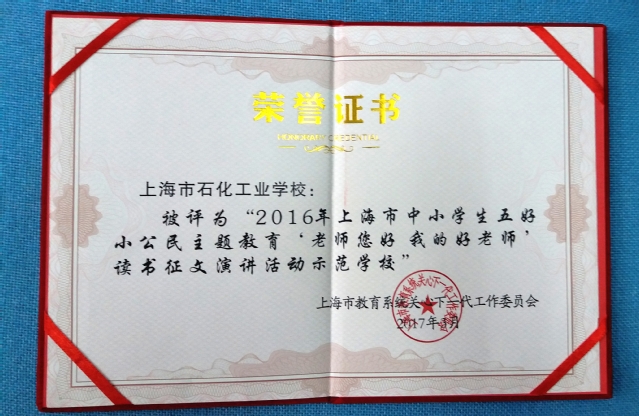 荣誉证书
上海市石化工业学校：
被评为“2016年上海市中小学生五好
小公民主题教育‘老师您好 我的好老师’
读书征文演讲活动示范学校”
上海市教育系统关心下一代工作委员会
2017年1月